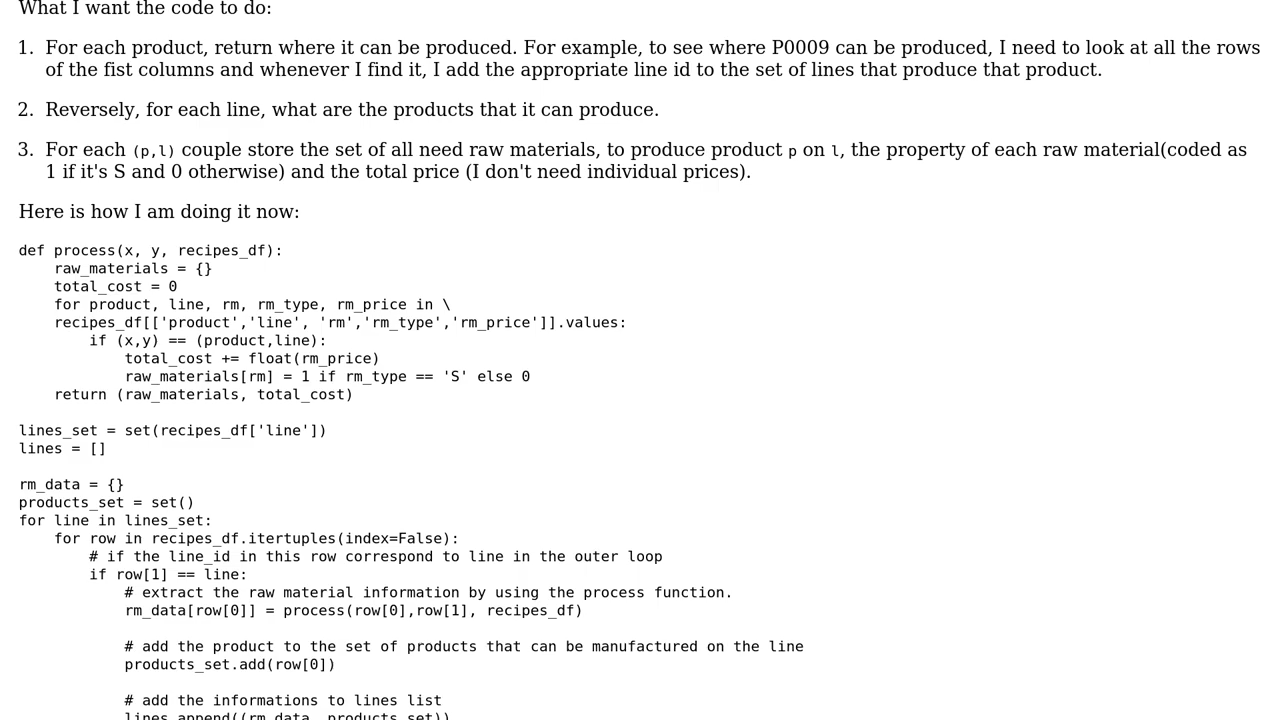 What I want the code to do:
1. For each product, return where it can be produced. For example, to see where P0009 can be produced, I need to look at all the rows
of the fist columns and whenever I find it, I add the appropriate line id to the set of lines that produce that product.
2. Reversely, for each line, what are the products that it can produce.
3. For each (p,l) couple store the set of all need raw materials, to produce product p on l, the property of each raw material(coded as
1 if it's S and 0 otherwise) and the total price (I don't need individual prices).
Here is how I am doing it now:
def process(x, y, recipes_df):
    raw_materials = {}
    total_cost = 0
    for product, line, rm, rm_type, rm_price in \
    recipes_df[['product','line', 'rm','rm_type','rm_price']].values:
        if (x,y) == (product,line):
            total_cost += float(rm_price)
            raw_materials[rm] = 1 if rm_type == 'S' else 0
    return (raw_materials, total_cost)
lines_set = set(recipes_df['line'])
lines = []
rm_data = {}
products_set = set()
for line in lines_set:
    for row in recipes_df.itertuples(index=False):
        # if the line_id in this row correspond to line in the outer loop
        if row[1] == line:
            # extract the raw material information by using the process function.
            rm_data[row[0]] = process(row[0],row[1], recipes_df)
            # add the product to the set of products that can be manufactured on the line
            products_set.add(row[0])
            # add the informations to lines list
            lines.append((rm_data, products_set))